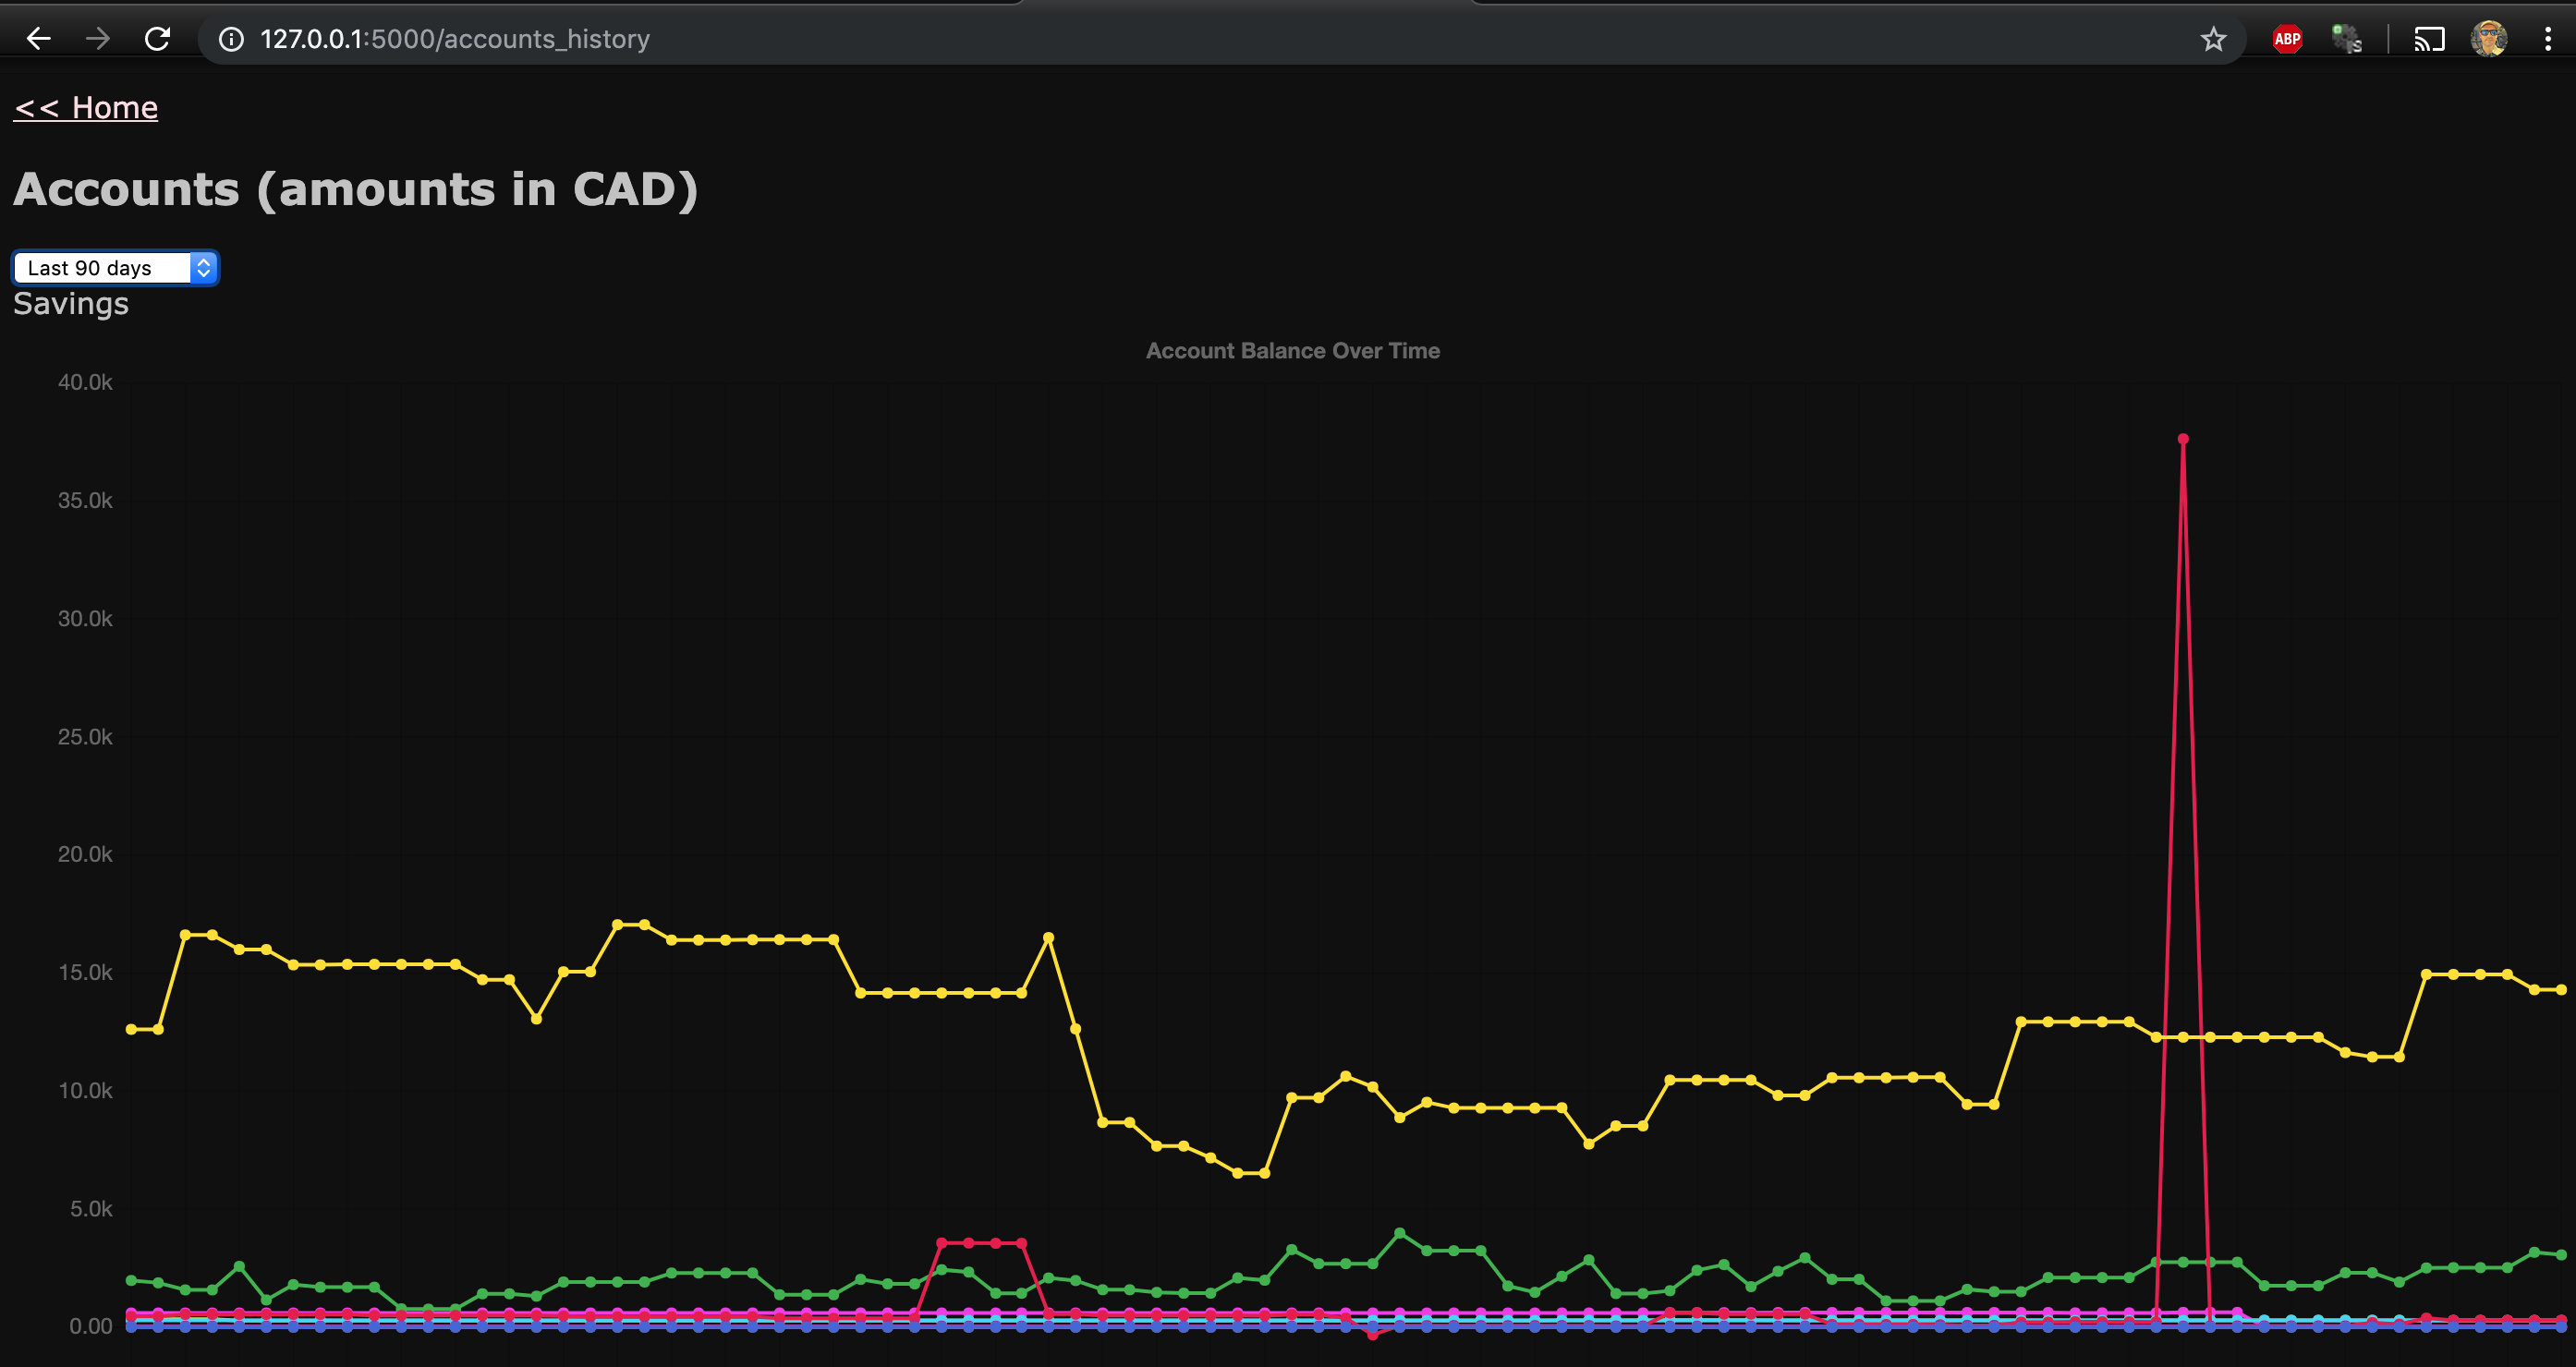 127.0.0.1:5000/accounts_history
ABP
<< Home
Accounts (amounts in CAD)
Last 90 days
Savings
Account Balance Over Time
40.0k
35.0k
30.0k
25.0k
20.0k
15.0k
10.0k
5.0k
0.00